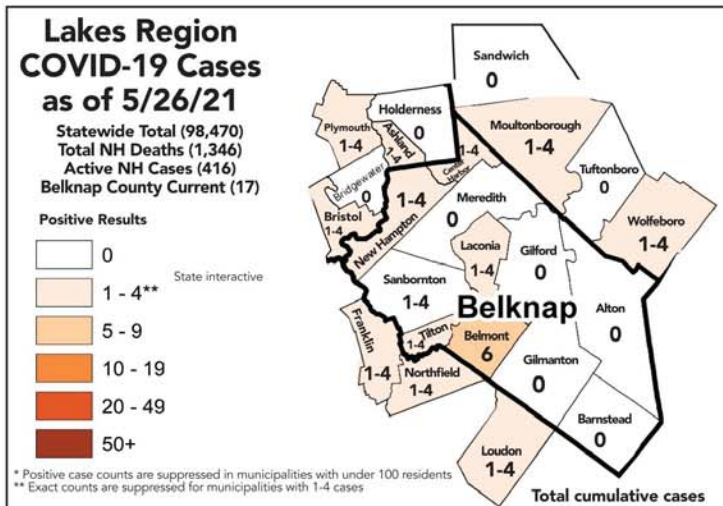 Lakes Region
COVID-19 Cases
as of 5/26/21
Statewide Total (98,470)
Total NH Deaths (1,346)
Active NH Cases (416)
Belknap County Current (17)
Positive Results
0
1 - 4**
State interactive
5 - 9
10 - 19
20 - 49
50+
Sandwich
0
Holderness
0
Plymouth
1-4
Ashland
1-4
Moultonborough
1-4
Center
Harbor
1-4
Tuftonboro
0
Bridgewater
0
Wolfeboro
1-4
Bristol
1-4
New Hampton
1-4
Meredith
0
Laconia
1-4
Gilford
0
Sanbornton
1-4
Belknap
Alton
0
Franklin
1-4
Tilton
1-4
Belmont
6
Gilmanton
0
Northfield
1-4
Barnstead
0
Loudon
1-4
* Positive case counts are suppressed in municipalities with under 100 residents
** Exact counts are suppressed for municipalities with 1-4 cases
Total cumulative cases